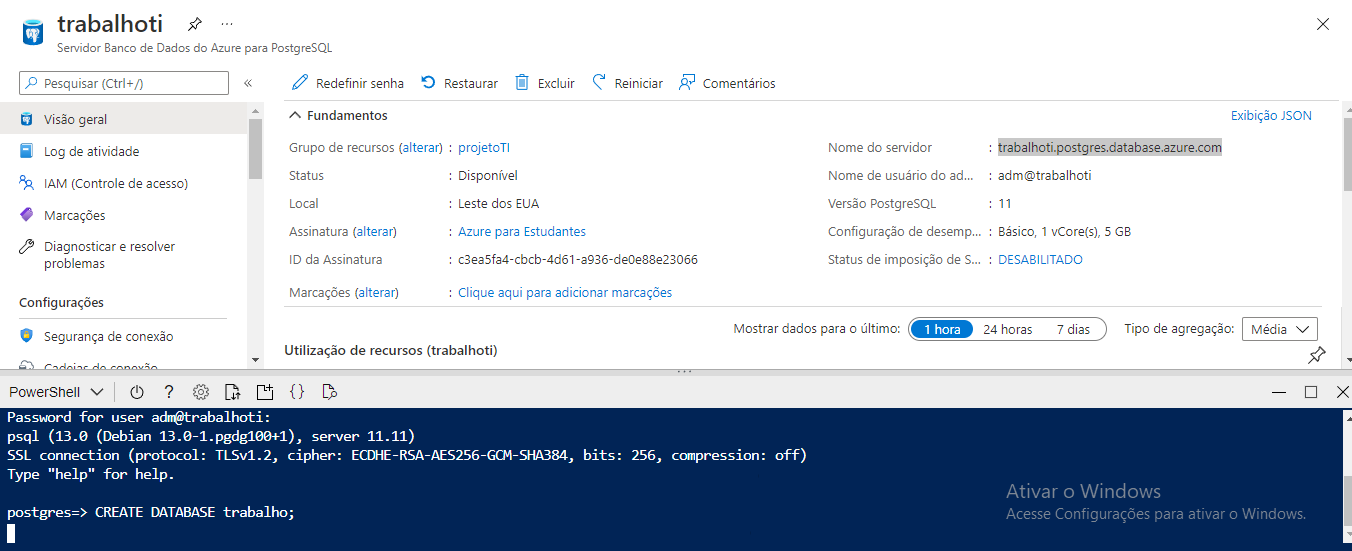 trabalhoti
Servidor Banco de Dados do Azure para PostgreSQL
Pesquisar (Ctrl+/)
Visão geral
Log de atividade
IAM (Controle de acesso)
Marcações
Diagnosticar e resolver
problemas
Configurações
Segurança de conexão
Cadeias de conexão
Redefinir senha Restaurar Excluir Reiniciar Comentários
Fundamentos Exibição JSON
Grupo de recursos (alterar) : projetoTI
Status : Disponível
Local : Leste dos EUA
Assinatura (alterar) : Azure para Estudantes
ID da Assinatura : c3ea5fa4-cbcb-4d61-a936-de0e88e23066
Marcações (alterar) : Clique aqui para adicionar marcações
Nome do servidor : trabalhoti.postgres.database.azure.com
Nome de usuário do ad... : adm@trabalhoti
Versão PostgreSQL : 11
Configuração de desemp... : Básico, 1 vCore(s), 5 GB
Status de imposição de S... : DESABILITADO
Mostrar dados para o último: 1 hora 24 horas 7 dias Tipo de agregação: Média
Utilização de recursos (trabalhoti)
PowerShell
Password for user adm@trabalhoti:
psql (13.0 (Debian 13.0-1.pgdg100+1), server 11.11)
SSL connection (protocol: TLSv1.2, cipher: ECDHE-RSA-AES256-GCM-SHA384, bits: 256, compression: off)
Type "help" for help.
postgres=> CREATE DATABASE trabalho;
Ativar o Windows
Acesse Configurações para ativar o Windows.